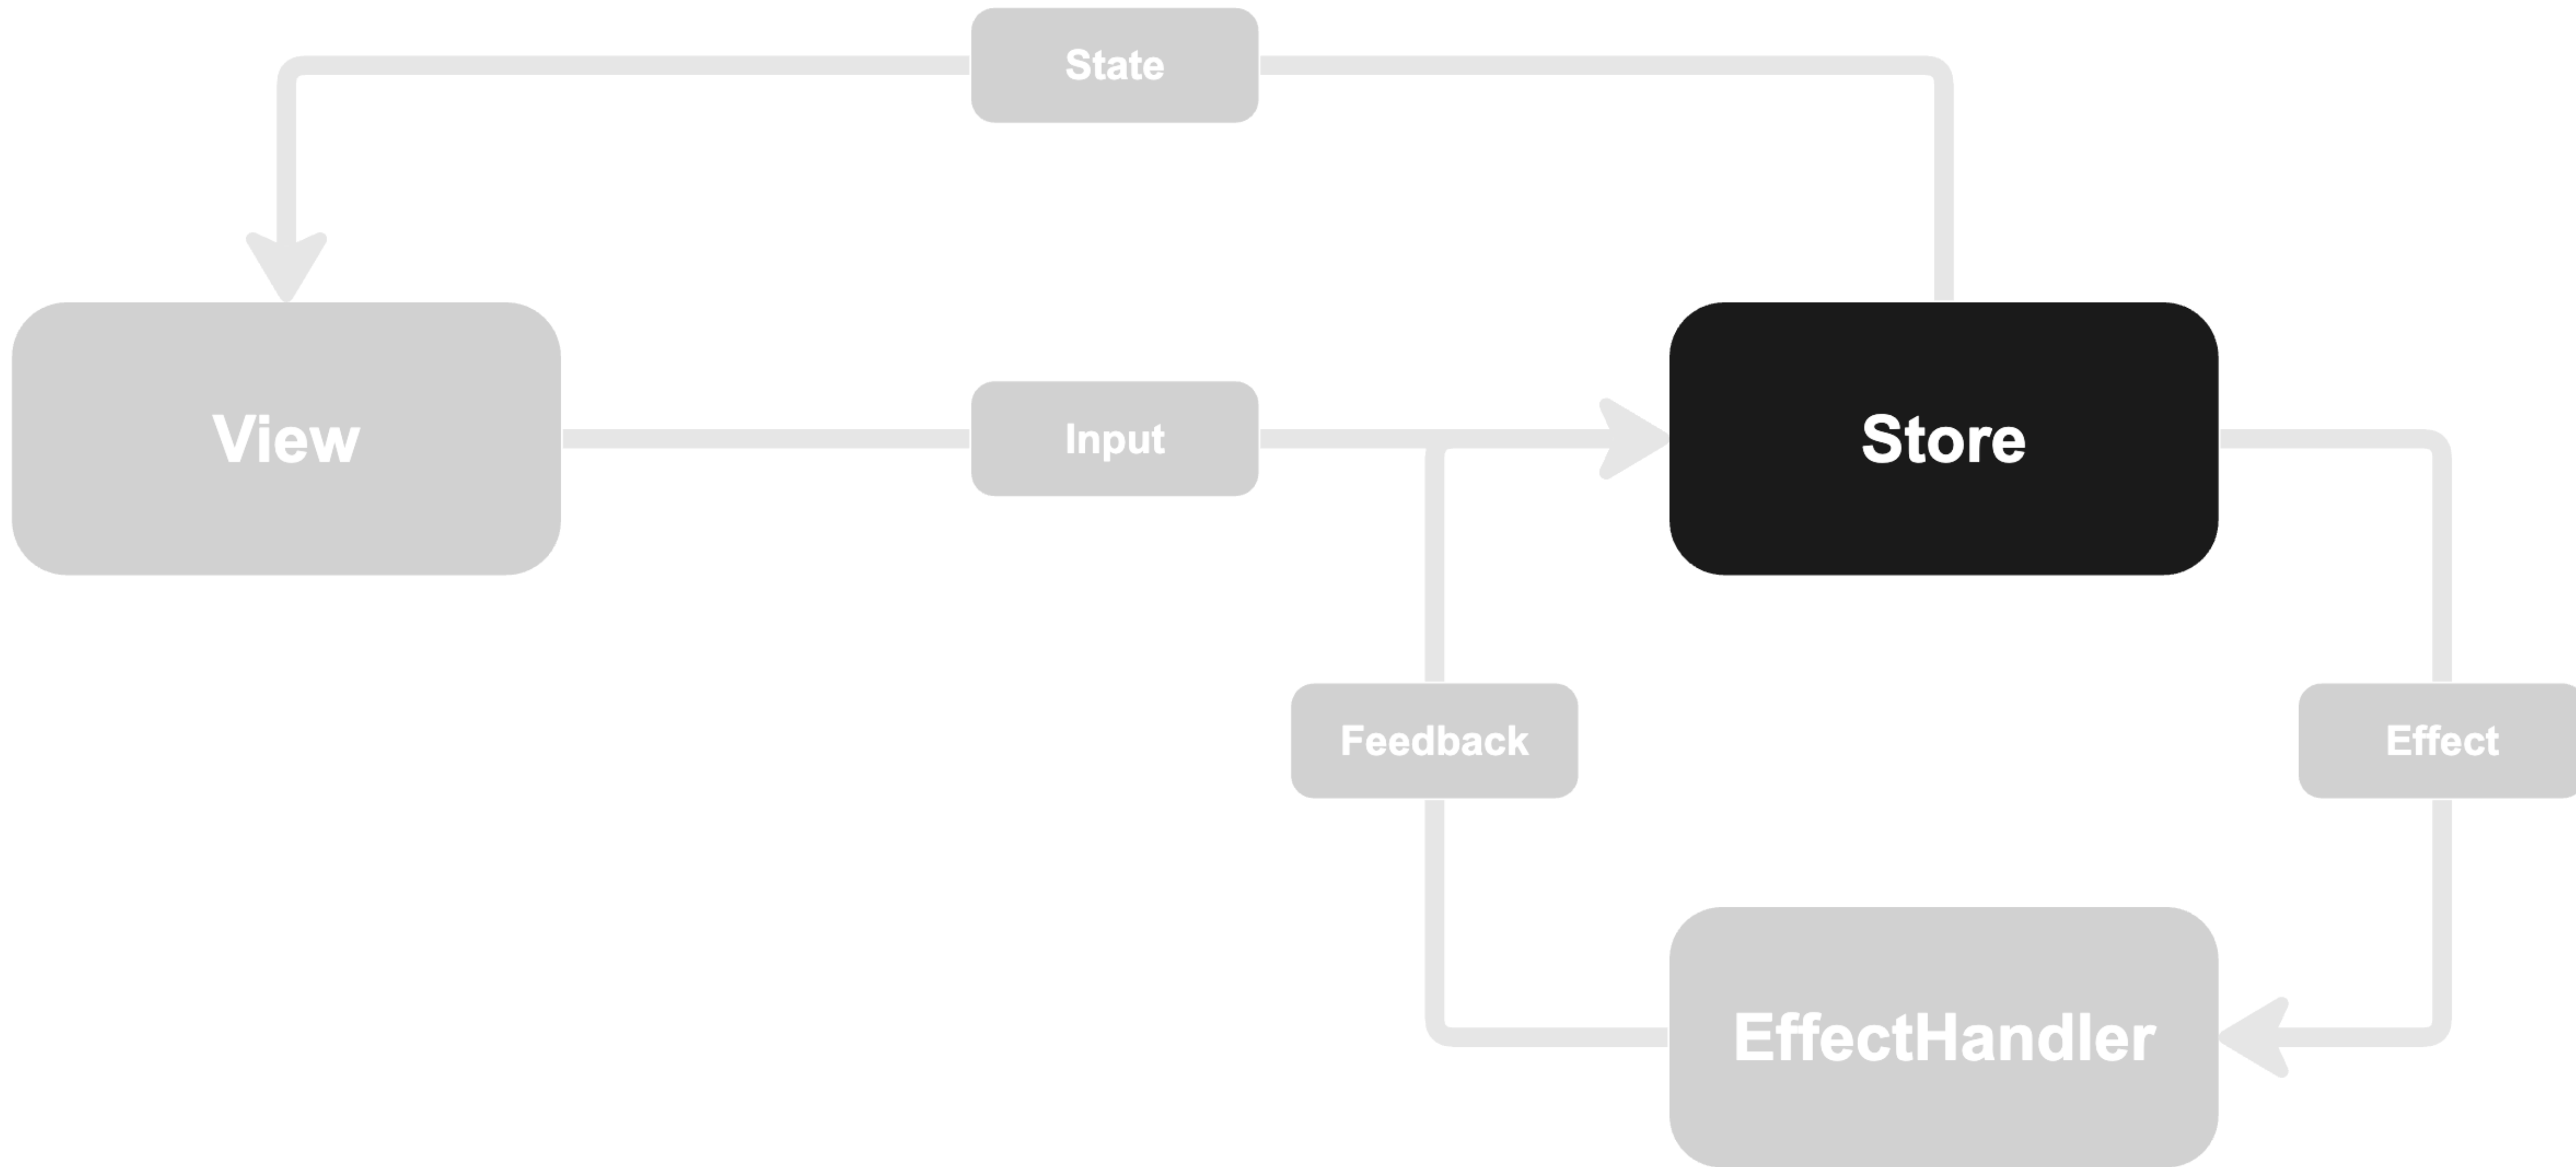 State
View
Input
Store
Feedback
Effect
EffectHandler